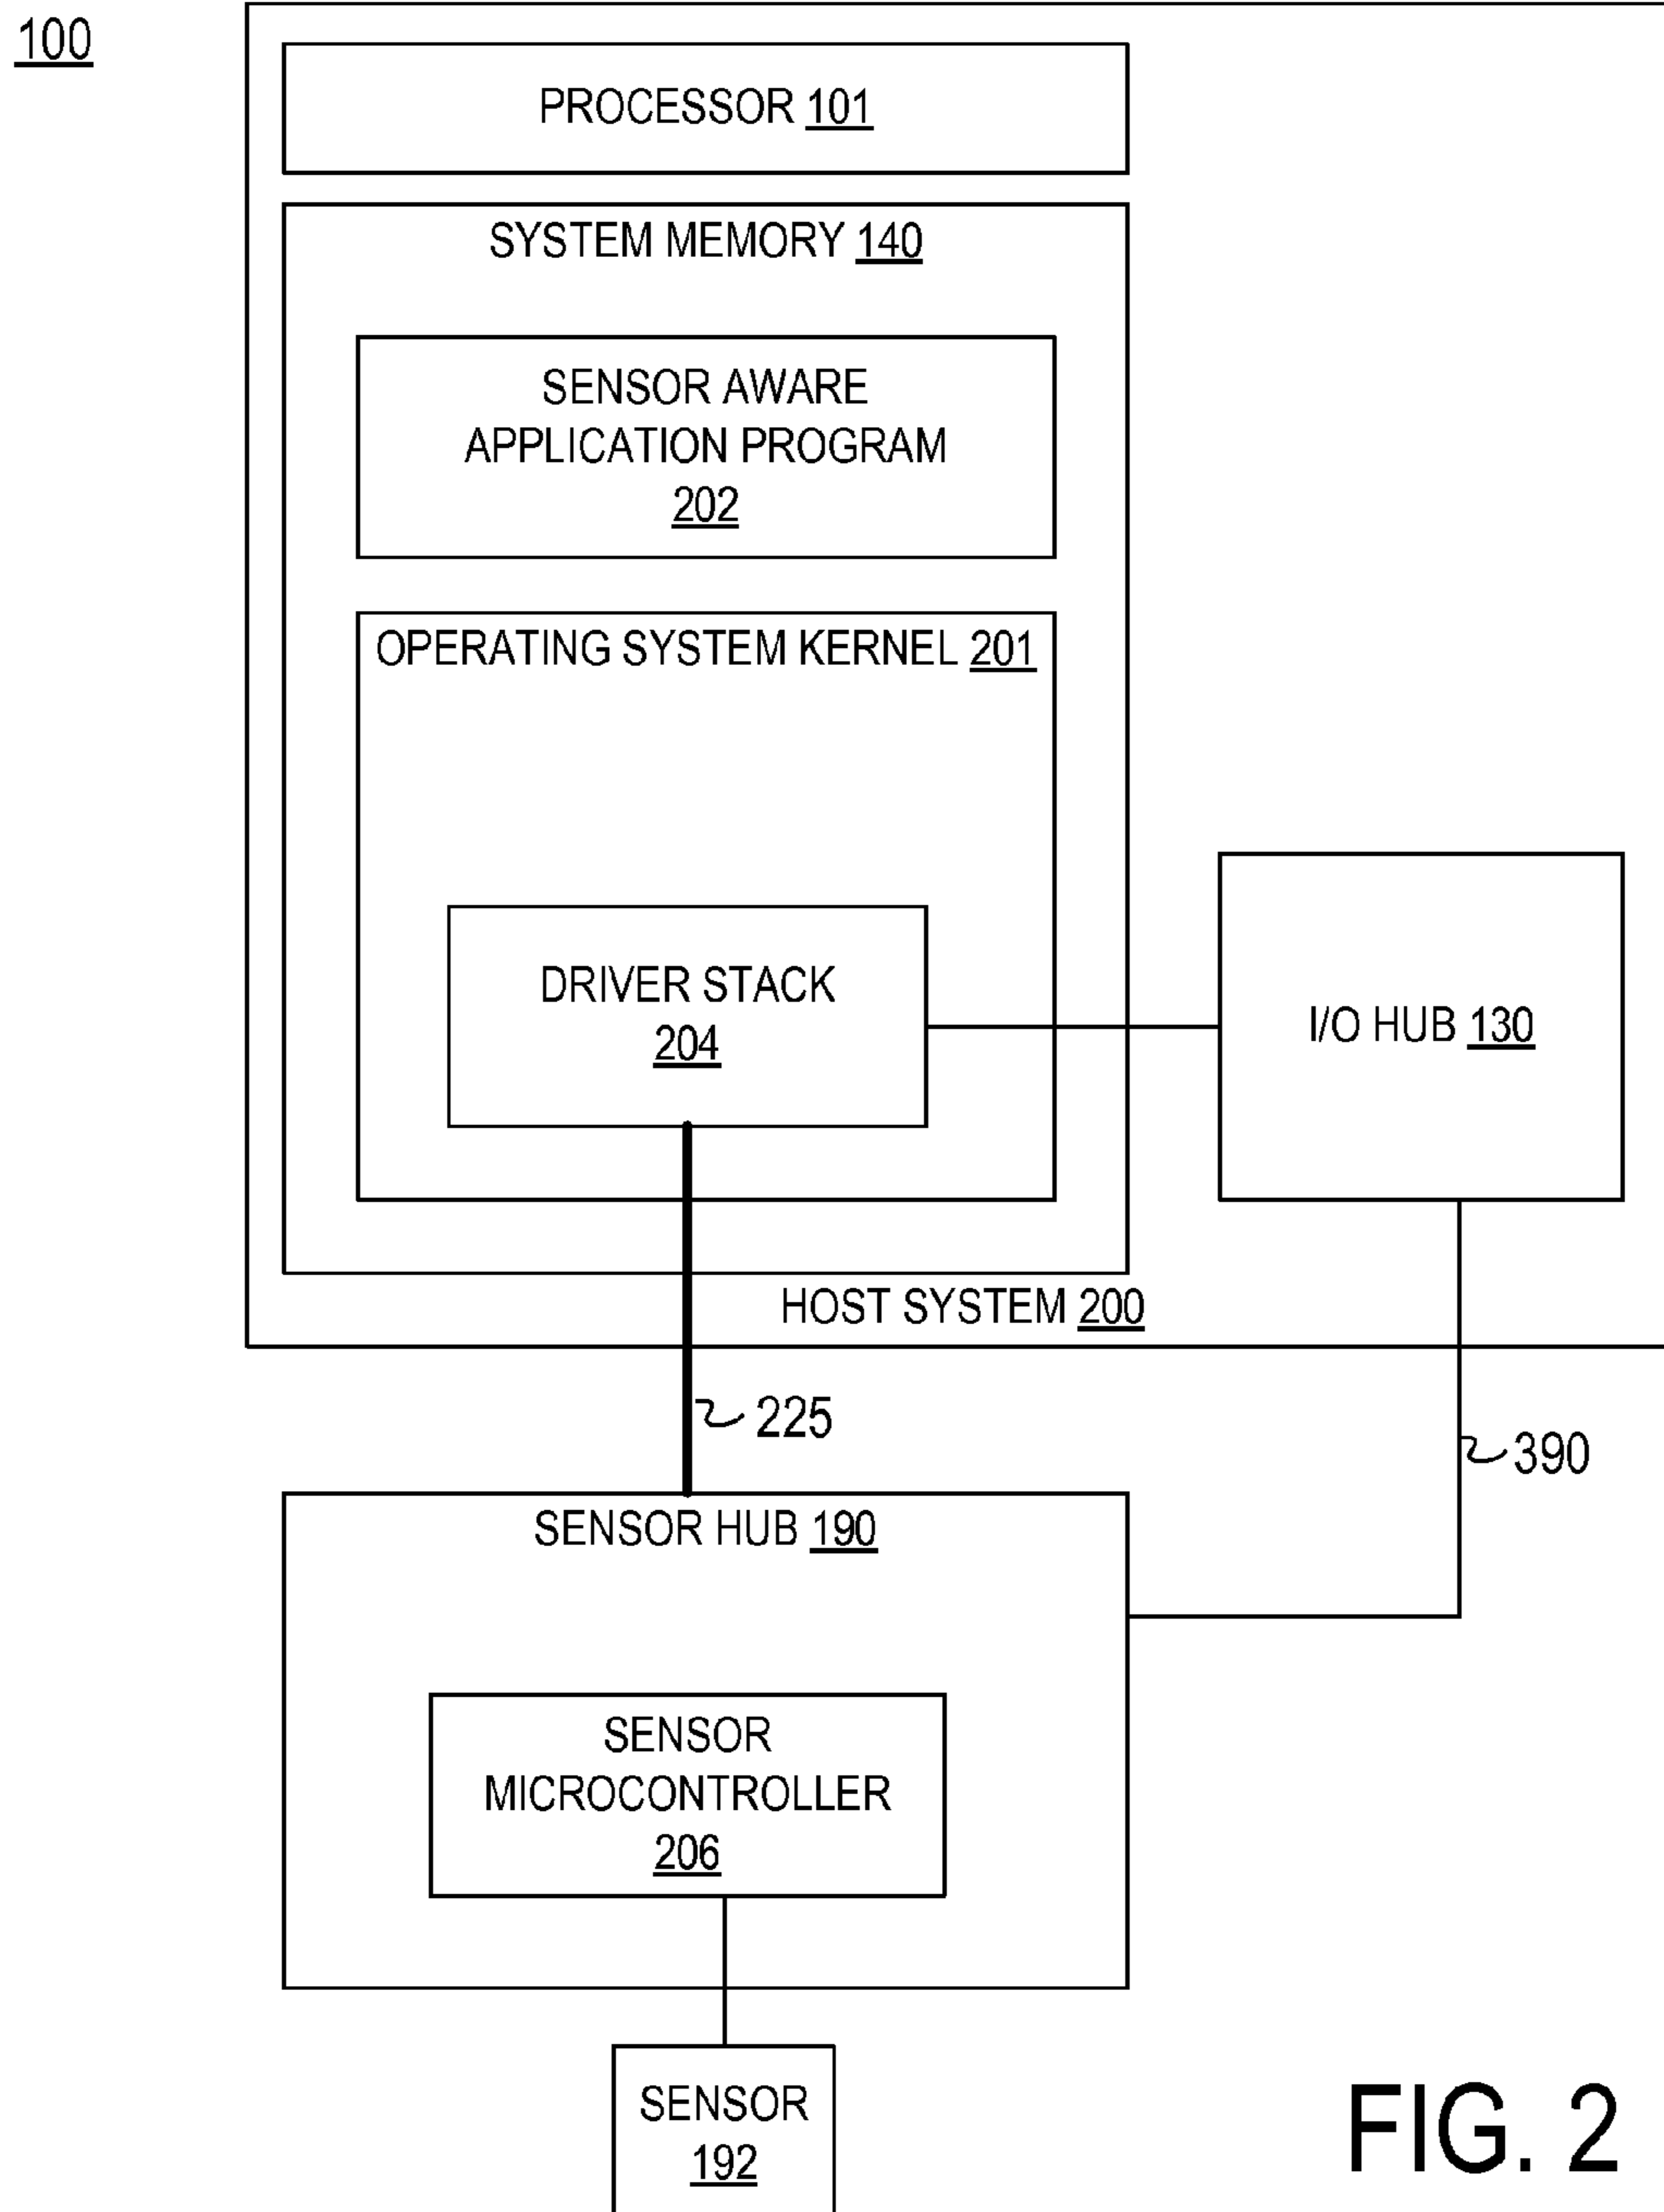 100
PROCESSOR 101
SYSTEM MEMORY 140
SENSOR AWARE
APPLICATION PROGRAM
202
OPERATING SYSTEM KERNEL 201
DRIVER STACK
204
I/O HUB 130
HOST SYSTEM 200
225
390
SENSOR HUB 190
SENSOR
MICROCONTROLLER
206
SENSOR
192
FIG. 2